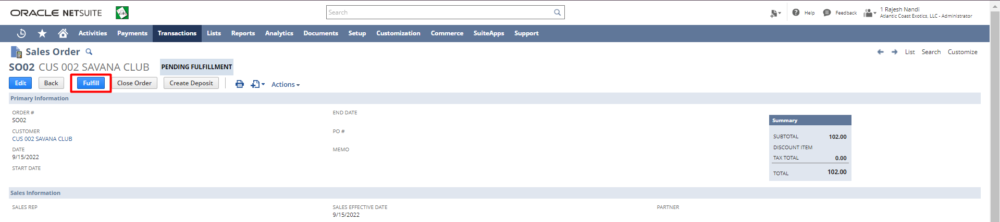 ORACLE NETSUITE
Search
Help
Feedback
1 Rajesh Nandi
Atlantic Coast Exotics, LLC - Administrator
Activities Payments Transactions Lists Reports Analytics Documents Setup Customization Commerce SuiteApps Support
Sales Order
List Search Customize
SO02 CUS 002 SAVANA CLUB PENDING FULFILLMENT
Edit Back Fulfill Close Order Create Deposit Actions
Primary Information
ORDER #
SO02
CUSTOMER
CUS 002 SAVANA CLUB
DATE
9/15/2022
START DATE
END DATE
PO #
MEMO
Summary
SUBTOTAL 102.00
DISCOUNT ITEM
TAX TOTAL 0.00
TOTAL 102.00
Sales Information
SALES REP
SALES EFFECTIVE DATE
9/15/2022
PARTNER